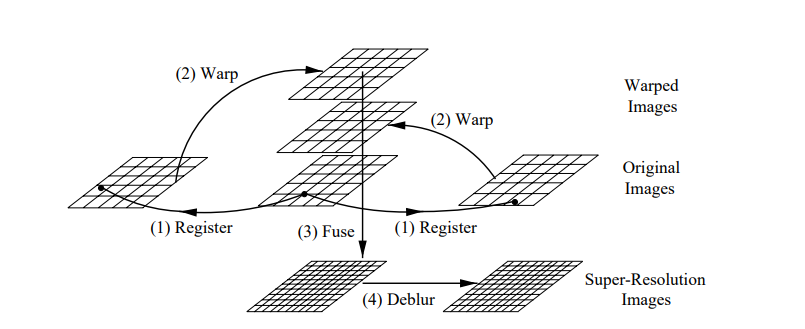 (2) Warp
Warped
Images
(2) Warp
Original
Images
(1) Register
(3) Fuse
(1) Register
Super-Resolution
Images
(4) Deblur